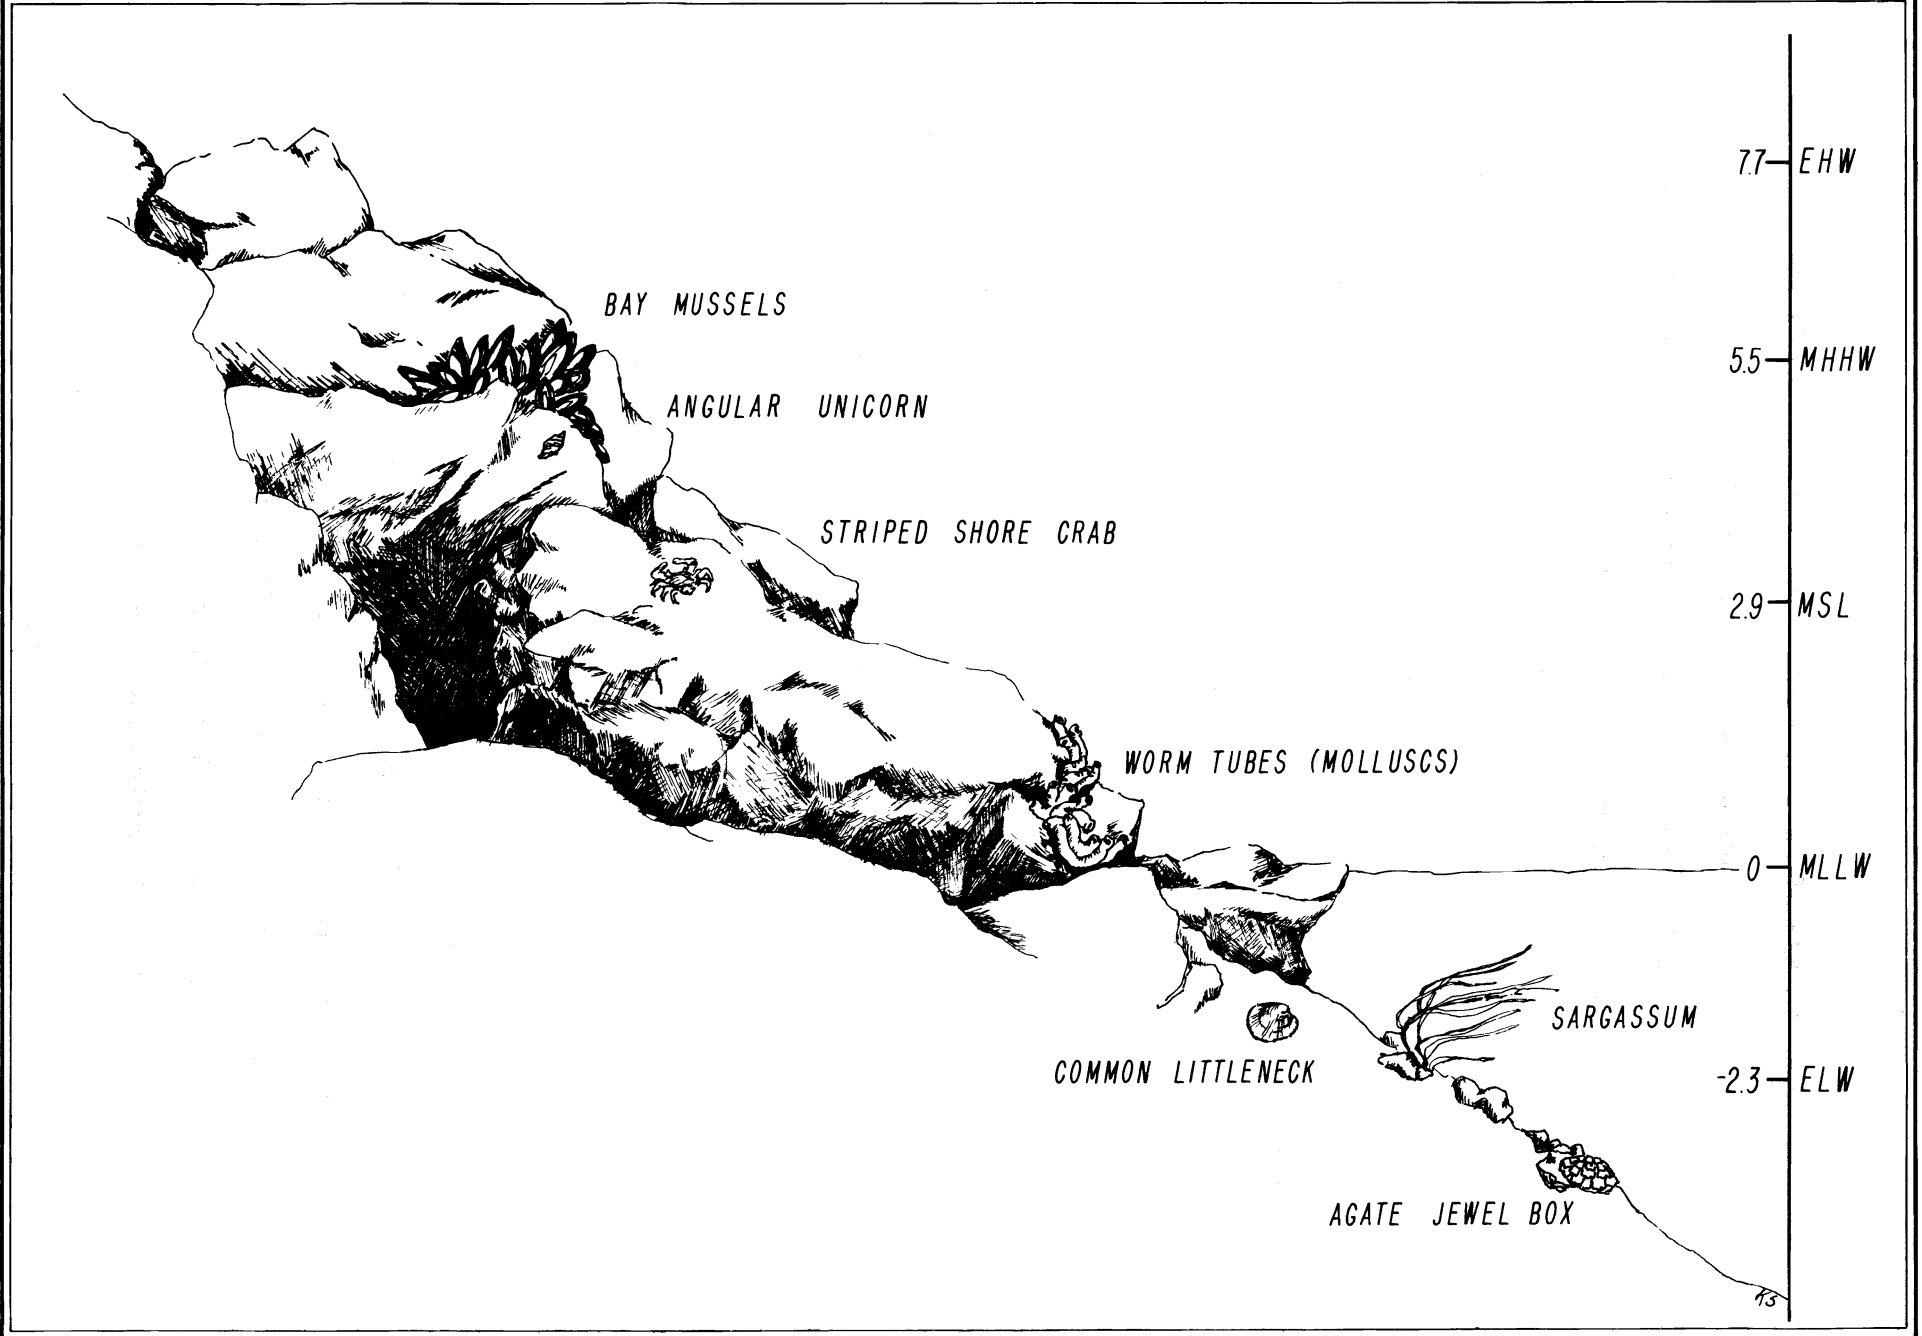 7.7 EHW
BAY MUSSELS
5.5 MHHW
ANGULAR UNICORN
STRIPED SHORE CRAB
2.9 MSL
WORM TUBES (MOLLUSCS)
0 MLLW
SARGASSUM
COMMON LITTLENECK
-2.3 ELW
AGATE JEWEL BOX
KS